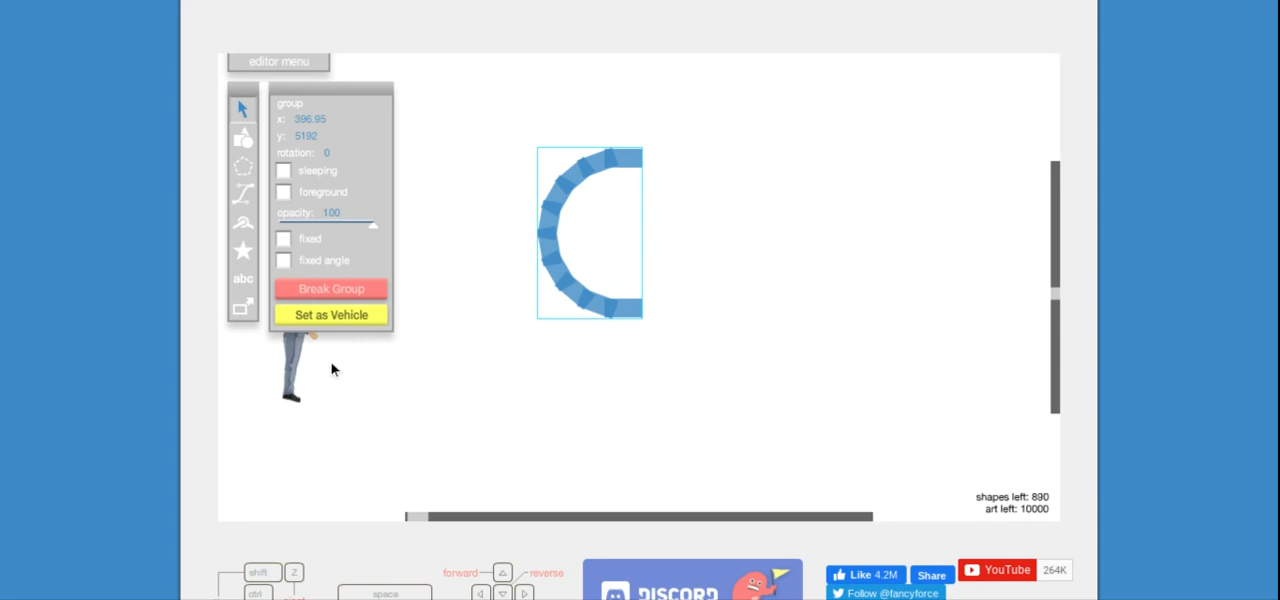 editor menu
group
x: 396.95
y: 5192
rotation: 0
sleeping
foreground
opacity: 100
fixed
fixed angle
Break Group
Set as Vehicle
abc
shapes left: 890
art left: 10000
shift Z
forward reverse
ctrl
space
eject
DISCORD
Like 4.2M Share
YouTube 264K
Follow @fancyforce